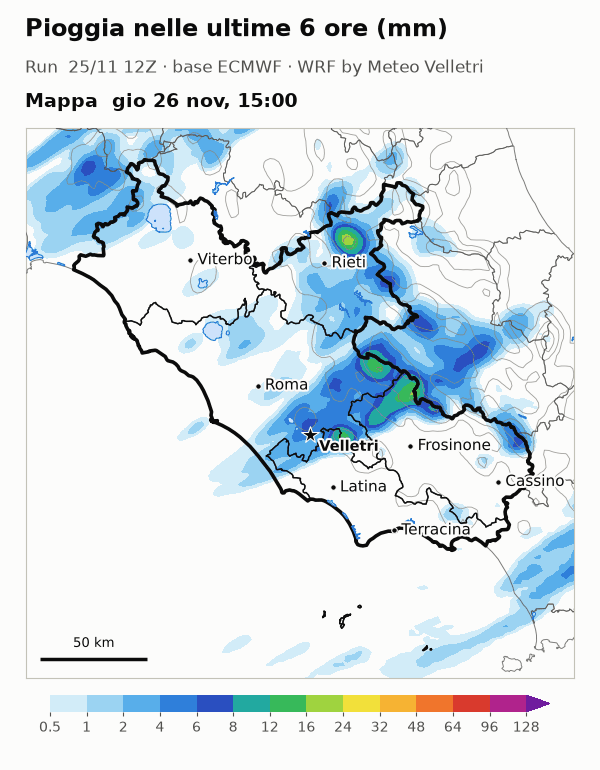 Pioggia nelle ultime 6 ore (mm)
Run  25/11 12Z · base ECMWF · WRF by Meteo Velletri
Mappa  gio 26 nov, 15:00
Viterbo
Rieti
Roma
Velletri
Frosinone
Cassino
Latina
Terracina
50 km
0.5 1 2 4 6 8 12 16 24 32 48 64 96 128